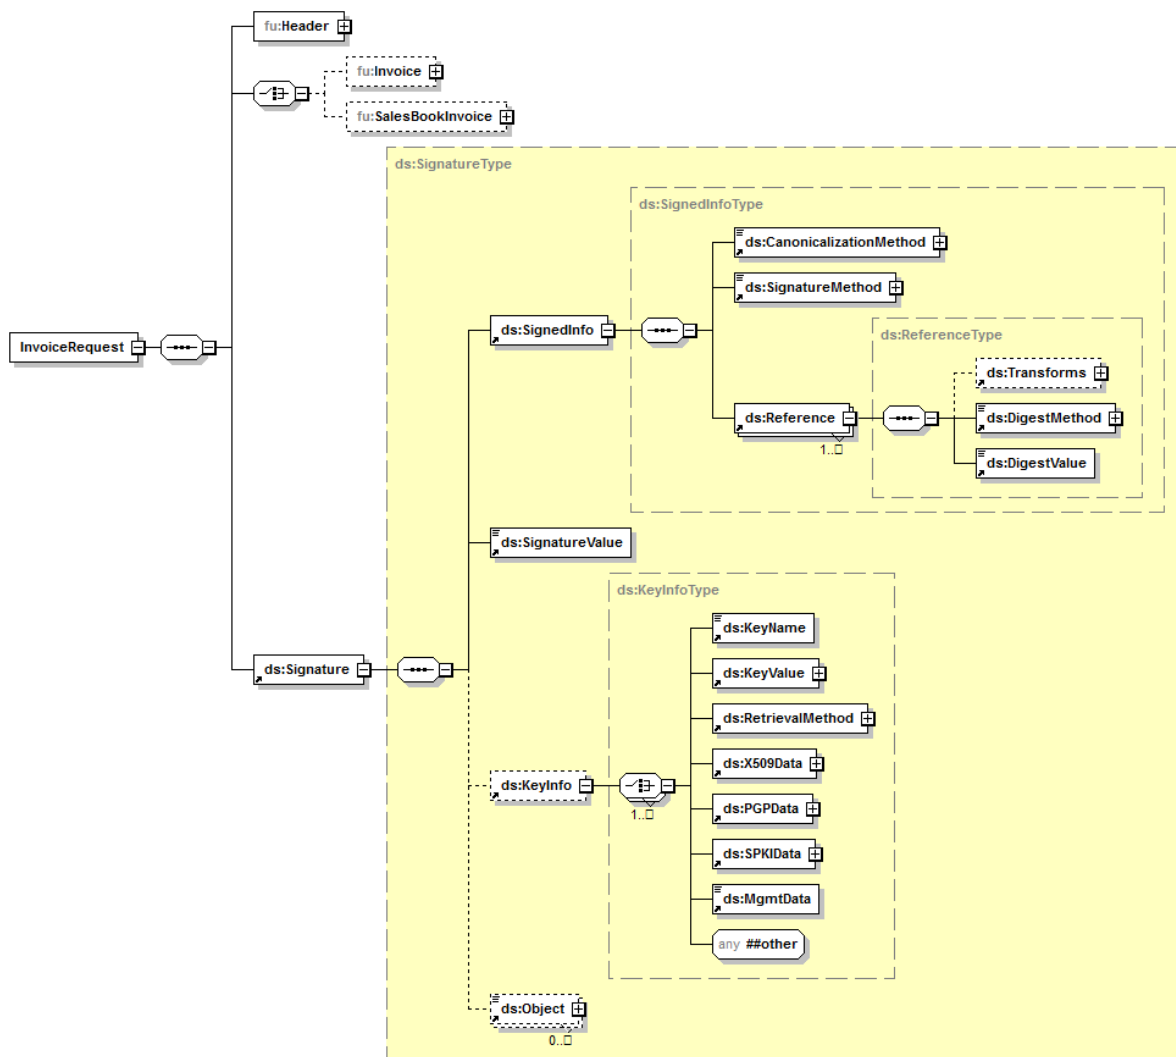 fu:Header
fu:Invoice
fu:SalesBookInvoice
ds:SignatureType
ds:SignedInfoType
ds:CanonicalizationMethod
ds:SignatureMethod
ds:SignedInfo
InvoiceRequest
ds:ReferenceType
ds:Transforms
ds:Reference
ds:DigestMethod
1..□
ds:DigestValue
ds:SignatureValue
ds:KeyInfoType
ds:KeyName
ds:Signature
ds:KeyValue
ds:RetrievalMethod
ds:X509Data
ds:KeyInfo
1..□
ds:PGPData
ds:SPKIData
ds:MgmtData
any ##other
ds:Object
0..□